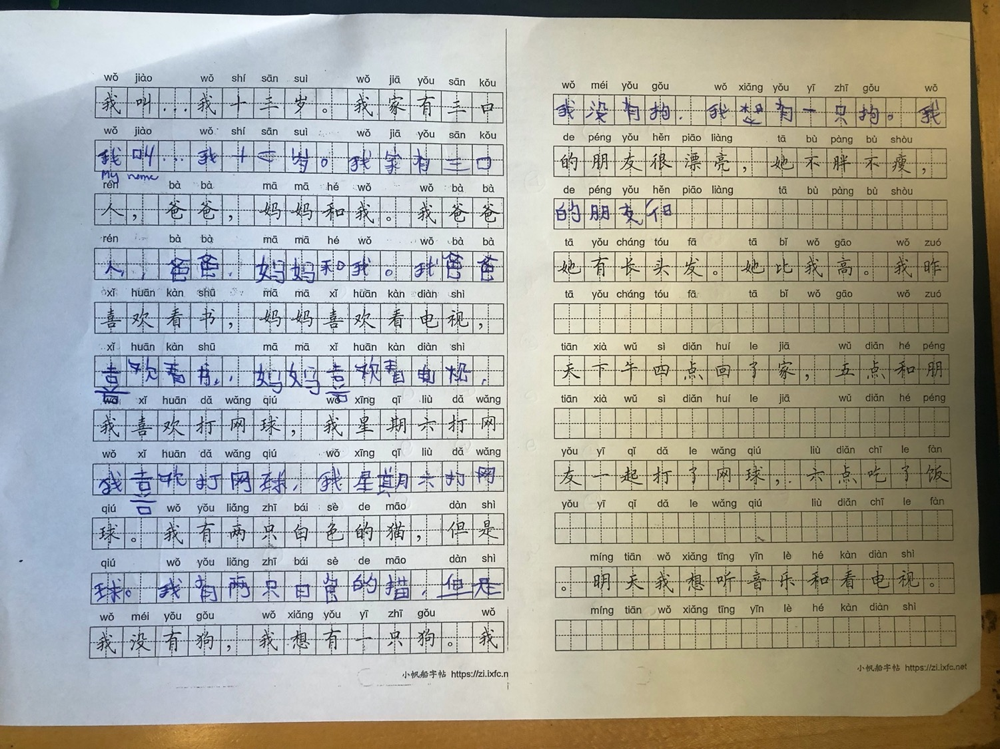 wǒ jiào wǒ shí sān suì wǒ jiā yǒu sān kǒu
我叫...我十三岁。我家有三口
wǒ jiào wǒ shí sān suì wǒ jiā yǒu sān kǒu
我叫...我十三岁。我家有三口
My name
rén bà bà mā mā hé wǒ wǒ bà bà
人,爸爸,妈妈和我。我爸爸
rén bà bà mā mā hé wǒ wǒ bà bà
人,爸爸,妈妈和我。我爸爸
xǐ huān kàn shū mā mā xǐ huān kàn diàn shì
喜欢看书,妈妈喜欢看电视,
xǐ huān kàn shū mā mā xǐ huān kàn diàn shì
喜欢看书,妈妈喜欢看电视,
wǒ xǐ huān dǎ wǎng qiú wǒ xīng qī liù dǎ wǎng
我喜欢打网球,我星期六打网
wǒ xǐ huān dǎ wǎng qiú wǒ xīng qī liù dǎ wǎng
我喜欢打网球,我星期六打网
qiú wǒ yǒu liǎng zhī bái sè de māo dàn shì
球。我有两只白色的猫,但是
qiú wǒ yǒu liǎng zhī bái sè de māo dàn shì
球。我有两只白色的描,但是
wǒ méi yǒu gǒu wǒ xiǎng yǒu yī zhī gǒu wǒ
我没有狗,我想有一只狗。我
小帆船字帖 https://zi.ixfc.n
wǒ méi yǒu gǒu wǒ xiǎng yǒu yī zhī gǒu wǒ
我没有拘.我想有一只拘。我
de péng yǒu hěn piāo liàng tā bù pàng bù shòu
的朋友很漂亮,她不胖不瘦,
de péng yǒu hěn piāo liàng tā bù pàng bù shòu
的朋友
tā yǒu cháng tóu fā tā bǐ wǒ gāo wǒ zuó
她有长头发。她比我高。我昨
tā yǒu cháng tóu fā tā bǐ wǒ gāo wǒ zuó
tiān xià wǔ sì diǎn huí le jiā wǔ diǎn hé péng
天下午四点回了家,五点和朋
tiān xià wǔ sì diǎn huí le jiā wǔ diǎn hé péng
yǒu yī qǐ dǎ le wǎng qiú liù diǎn chī le fàn
友一起打了网球,.六点吃了饭
yǒu yī qǐ dǎ le wǎng qiú liù diǎn chī le fàn
míng tiān wǒ xiǎng tīng yīn lè hé kàn diàn shì
。明天我想听音乐和看电视。
míng tiān wǒ xiǎng tīng yīn lè hé kàn diàn shì
小帆船字帖 https://zi.ixfc.net